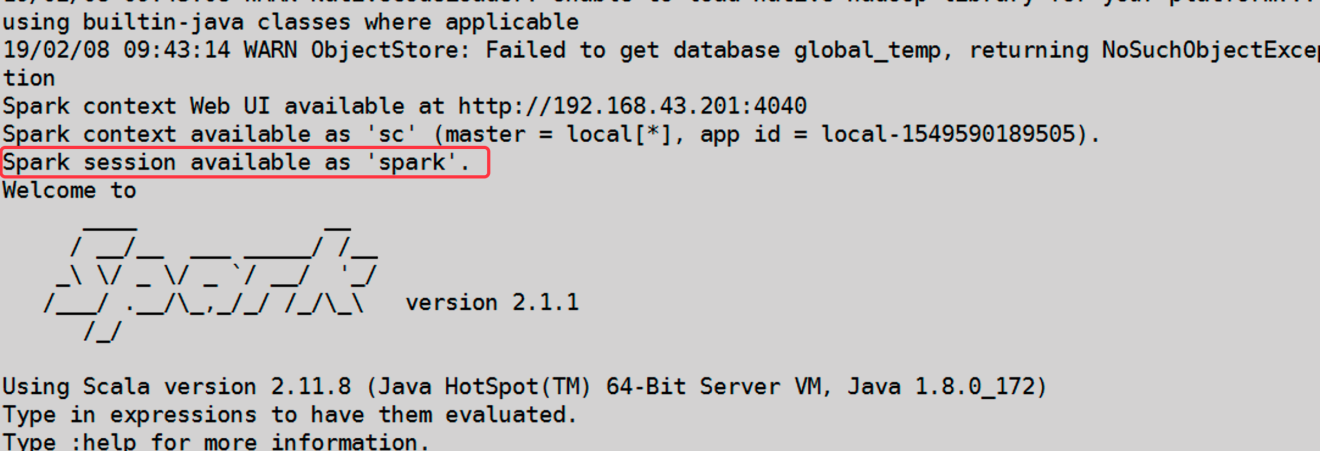 using builtin-java classes where applicable
19/02/08 09:43:14 WARN ObjectStore: Failed to get database global_temp, returning NoSuchObjectExcep
tion
Spark context Web UI available at http://192.168.43.201:4040
Spark context available as 'sc' (master = local[*], app id = local-1549590189505).
Spark session available as 'spark'.
Welcome to
      ____              __
     / __/__  ___ _____/ /__
    _\ \/ _ \/ _ `/ __/  '_/
   /___/ .__/\_,_/_/ /_/\_\   version 2.1.1
      /_/
Using Scala version 2.11.8 (Java HotSpot(TM) 64-Bit Server VM, Java 1.8.0_172)
Type in expressions to have them evaluated.
Type :help for more information.